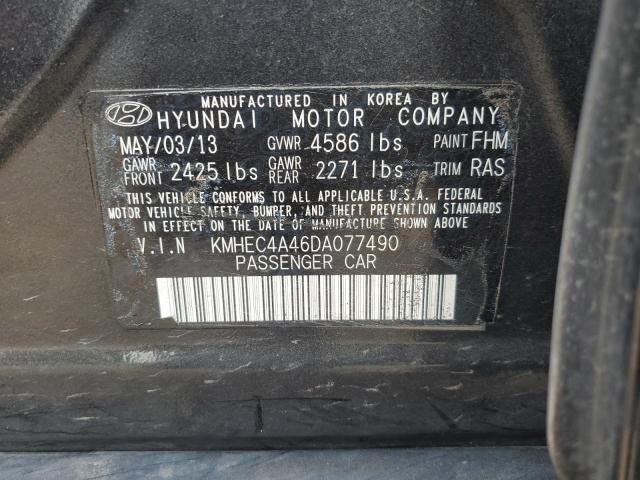 MANUFACTURED IN KOREA BY
HYUNDAI MOTOR COMPANY
MAY/03/13 GVWR 4586 lbs PAINT FHM
GAWR FRONT 2425 lbs GAWR REAR 2271 lbs TRIM RAS
THIS VEHICLE CONFORMS TO ALL APPLICABLE U.S.A. FEDERAL
MOTOR VEHICLE SAFETY, BUMPER, AND THEFT PREVENTION STANDARDS
IN EFFECT ON THE DATE OF MANUFACTURE SHOWN ABOVE.
V.I.N KMHEC4A46DA077490
PASSENGER CAR